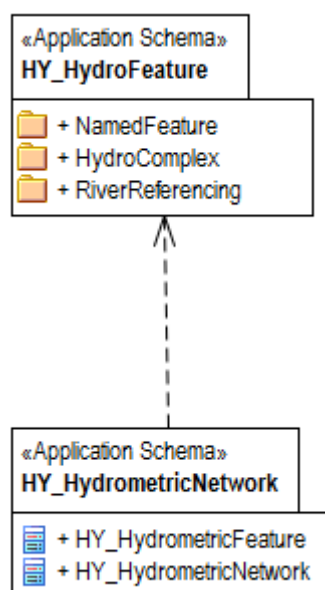 «Application Schema»
HY_HydroFeature
+ NamedFeature
+ HydroComplex
+ RiverReferencing
«Application Schema»
HY_HydrometricNetwork
+ HY_HydrometricFeature
+ HY_HydrometricNetwork